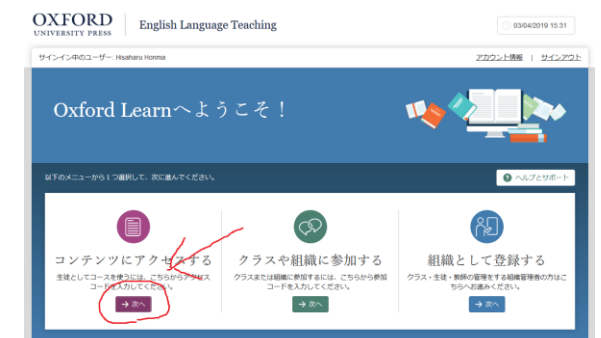 OXFORD
UNIVERSITY PRESS
English Language Teaching
03/04/2019 15:31
サインイン中のユーザー: Hisaharu Honma
アカウント情報 | サインアウト
Oxford Learnへようこそ！
以下のメニューから1つ選択して、次に進んでください。
ヘルプとサポート
コンテンツにアクセスする
生徒としてコースを使うには、こちらからアクセス
コードを入力してください。
→ 次へ
クラスや組織に参加する
クラスまたは組織に参加するには、こちらから参加
コードを入力してください。
→ 次へ
組織として登録する
クラス・生徒・教師の管理をする組織管理者の方はこ
ちらへお進みください。
→ 次へ